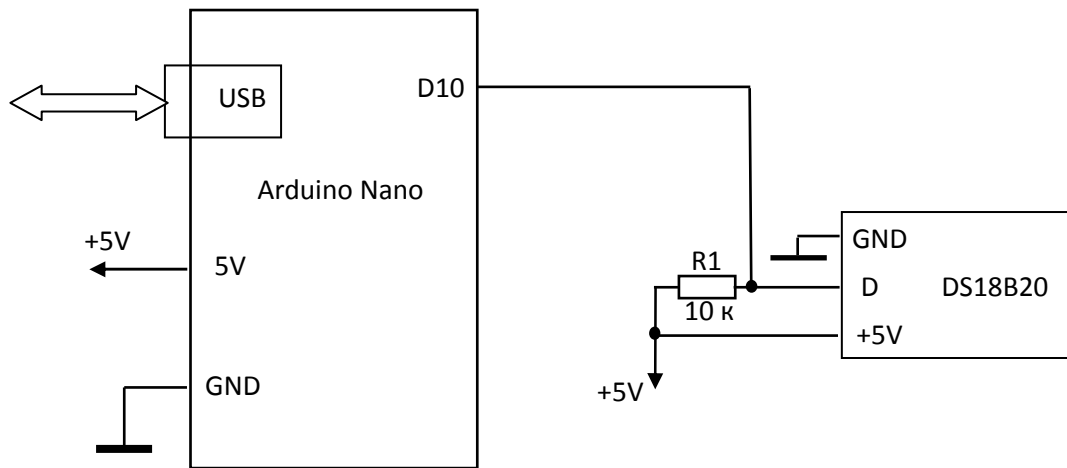 USB
D10
Arduino Nano
+5V
5V
GND
R1
10 к
+5V
GND
D
DS18B20
+5V